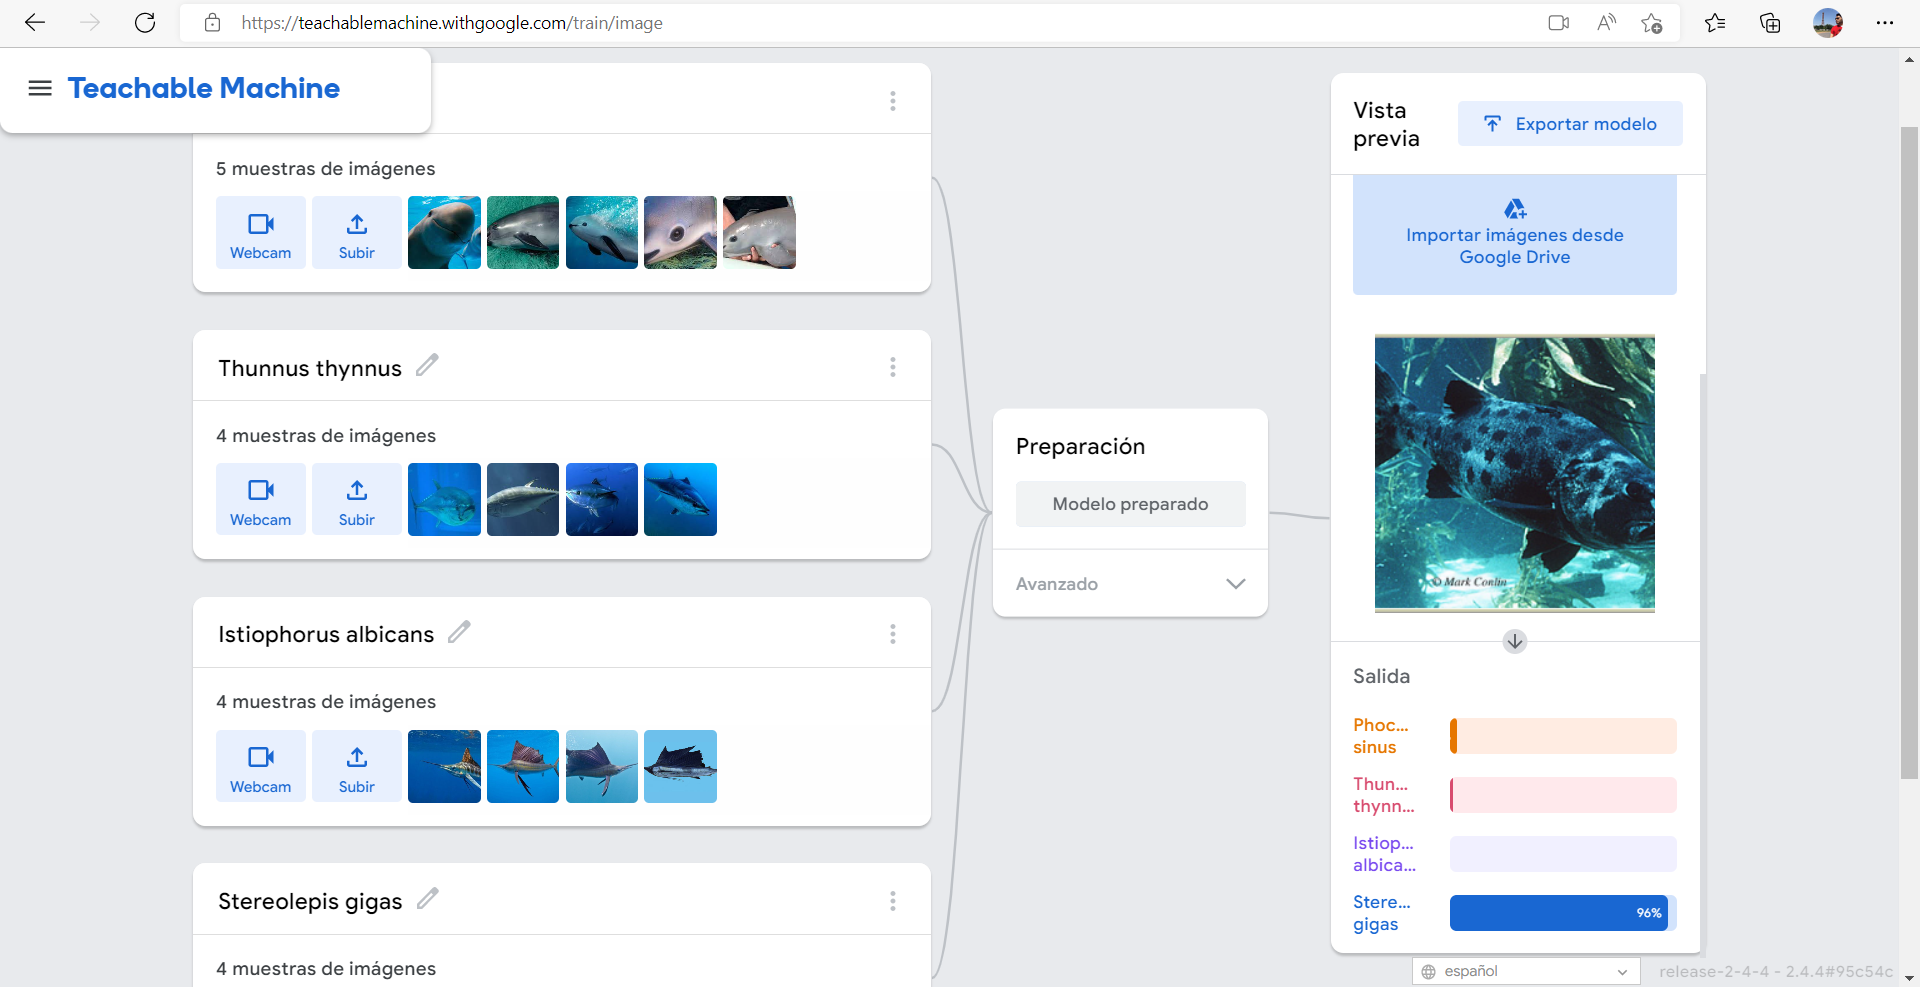 https://teachablemachine.withgoogle.com/train/image
Teachable Machine
5 muestras de imágenes
Webcam
Subir
Thunnus thynnus
4 muestras de imágenes
Webcam
Subir
Istiophorus albicans
4 muestras de imágenes
Webcam
Subir
Stereolepis gigas
4 muestras de imágenes
Preparación
Modelo preparado
Avanzado
Vista
previa
Exportar modelo
Importar imágenes desde
Google Drive
© Mark Conlin
Salida
Phoc...
sinus
Thun...
thynn...
Istiop...
albica...
Stere...
gigas
96%
español
release-2-4-4 - 2.4.4#95c54c